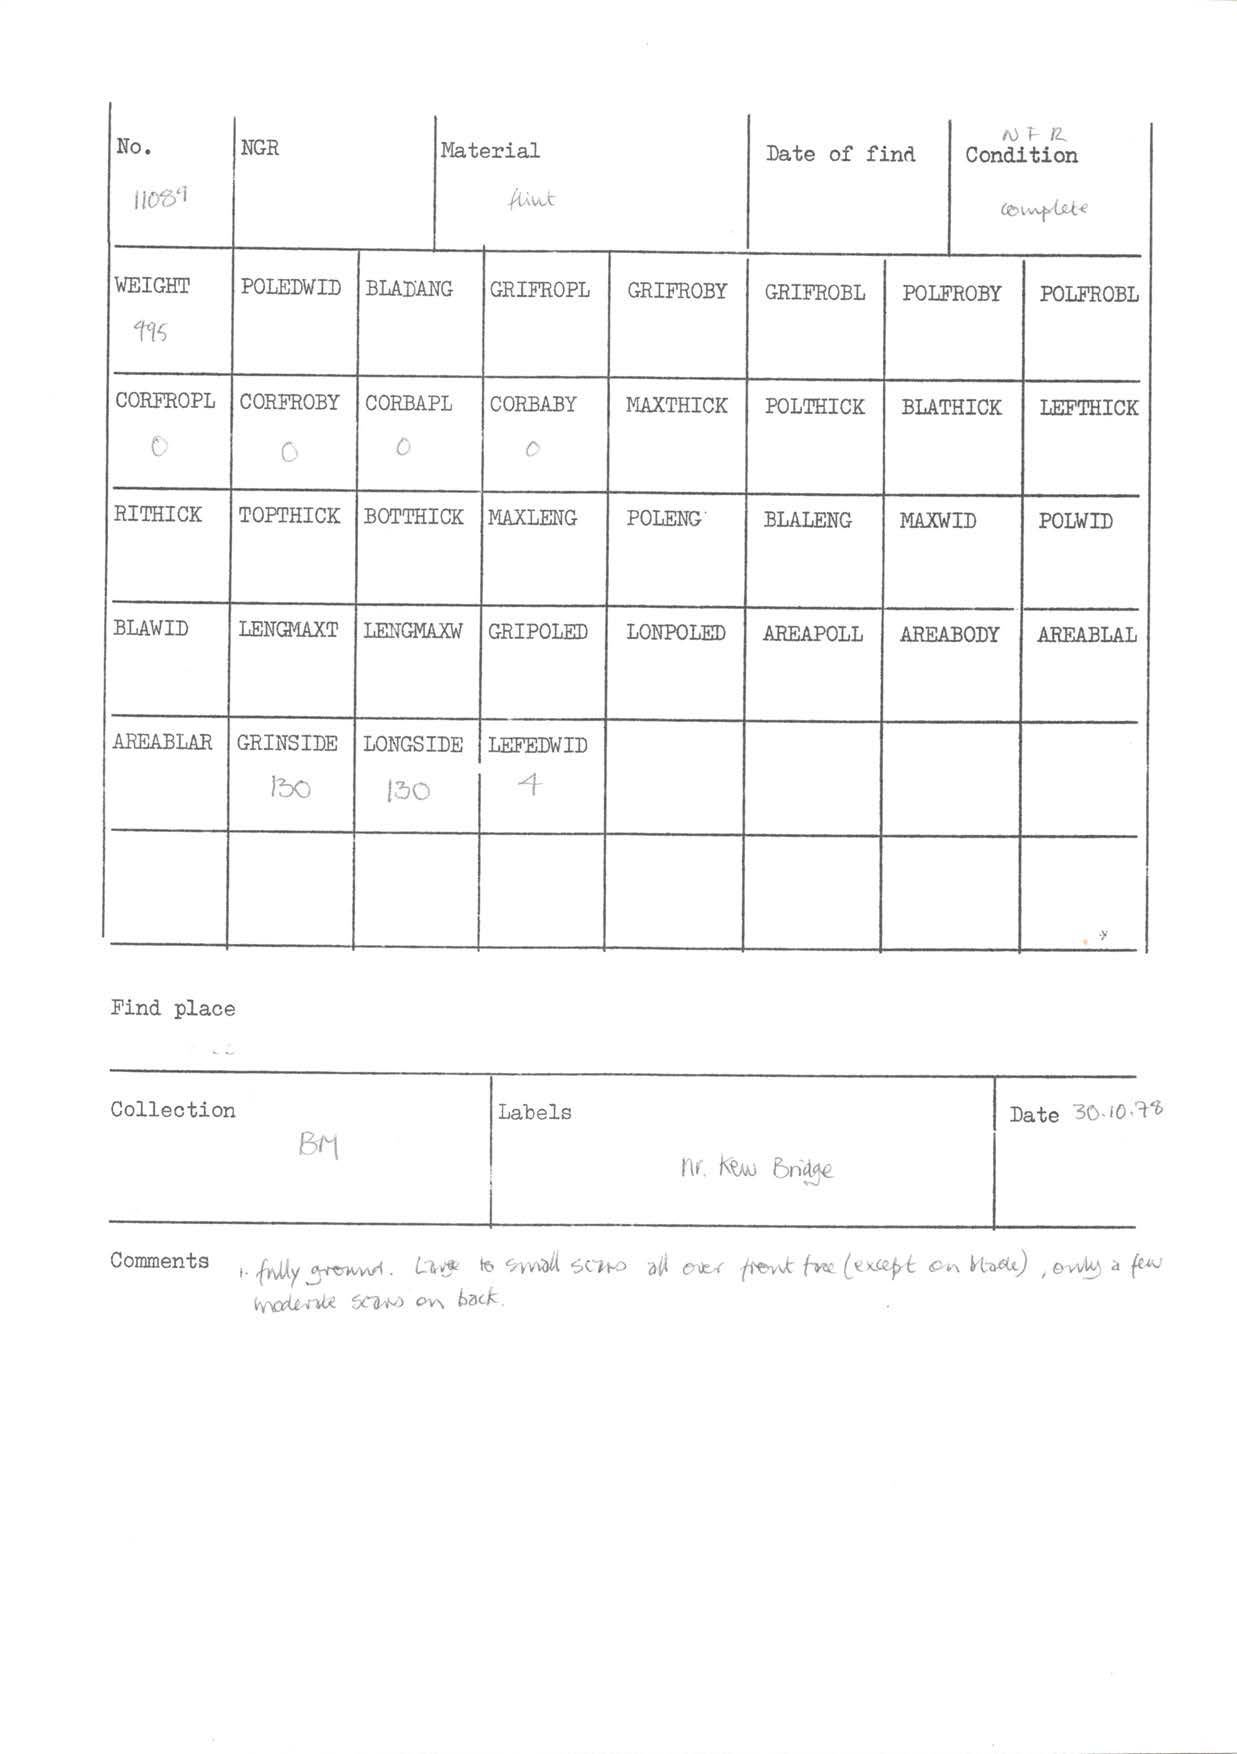 NFR
No. NGR Material Date of find Condition
11089 flint complete
WEIGHT POLEDWID BLADANG GRIFROPL GRIFROBY GRIFROBL POLFROBY POLFROBL
995
CORFROPL CORFROBY CORBAPL CORBABY MAXTHICK POLTHICK BLATHICK LEFTHICK
0 0 0 0
RITHICK TOPTHICK BOTTHICK MAXLENG POLENG BLALENG MAXWID POLWID
BLAWID LENGMAXT LENGMAXW GRIPOLED LONPOLED AREAPOLL AREABODY AREABLAL
AREABLAR GRINSIDE LONGSIDE LEFEDWID
130 130 4
Find place
Collection Labels Date 30.10.78
BM nr. Kew Bridge
Comments 1. fully ground. Large to small scars all over front face (except on blade), only a few
moderate scars on back.